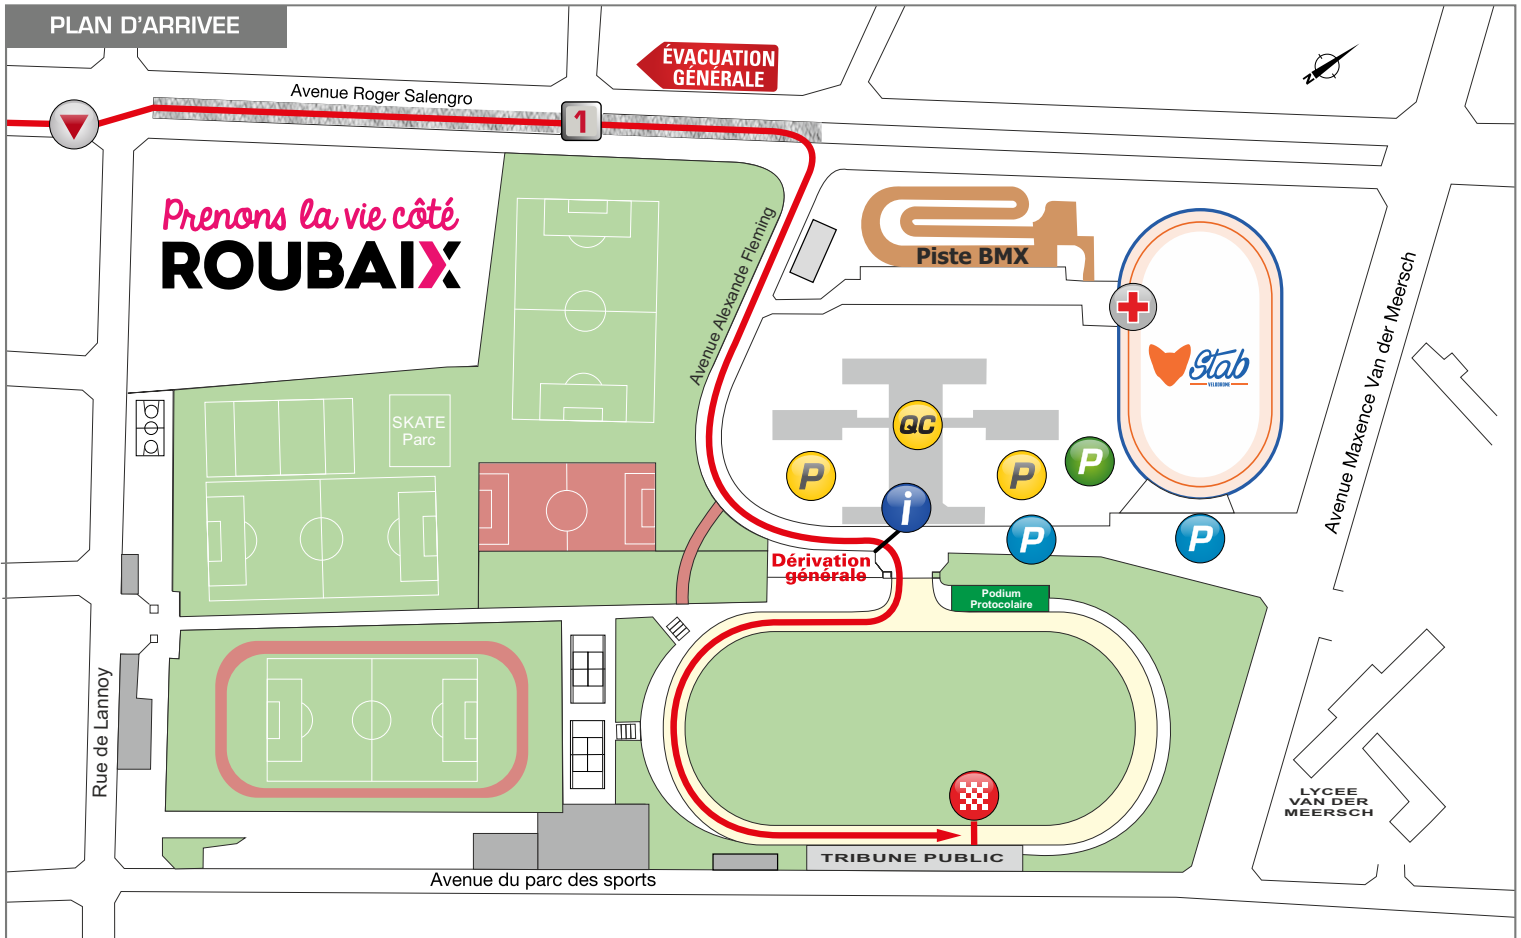 PLAN D'ARRIVEE
ÉVACUATION
GÉNÉRALE
N
Avenue Roger Salengro
1
Prenons la vie côté
ROUBAIX
Avenue Alexande Fleming
Piste BMX
Avenue Maxence Van der Meersch
Stab
VÉLODROME
SKATE
Parc
QC
P
P
P
i
P
P
Dérivation
générale
Podium
Protocolaire
Rue de Lannoy
LYCEE
VAN DER
MEERSCH
TRIBUNE PUBLIC
Avenue du parc des sports